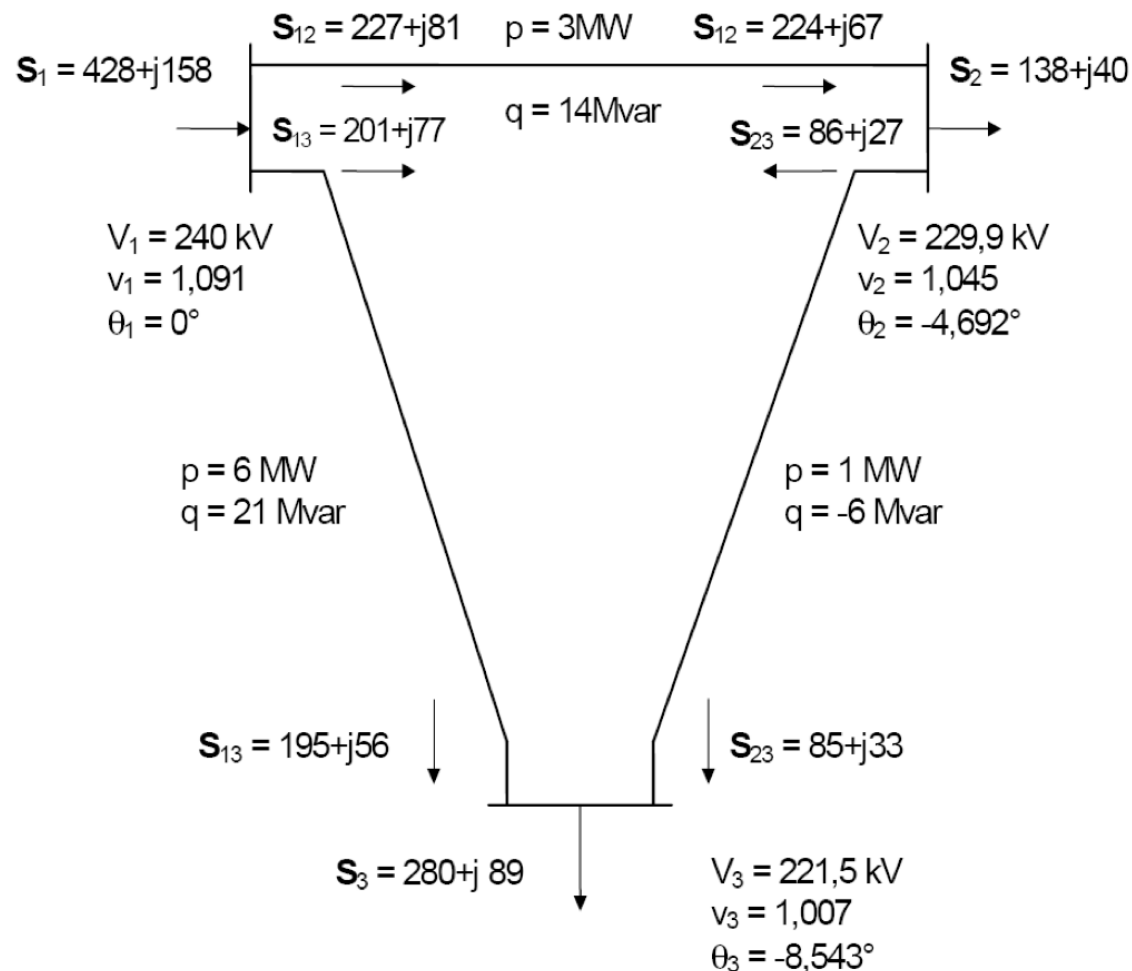 S₁₂ = 227+j81 p = 3MW S₁₂ = 224+j67
S₁ = 428+j158 S₂ = 138+j40
q = 14Mvar
S₁₃ = 201+j77 S₂₃ = 86+j27
V₁ = 240 kV
v₁ = 1,091
θ₁ = 0°
V₂ = 229,9 kV
v₂ = 1,045
θ₂ = -4,692°
p = 6 MW
q = 21 Mvar
p = 1 MW
q = -6 Mvar
S₁₃ = 195+j56 S₂₃ = 85+j33
S₃ = 280+j 89
V₃ = 221,5 kV
v₃ = 1,007
θ₃ = -8,543°